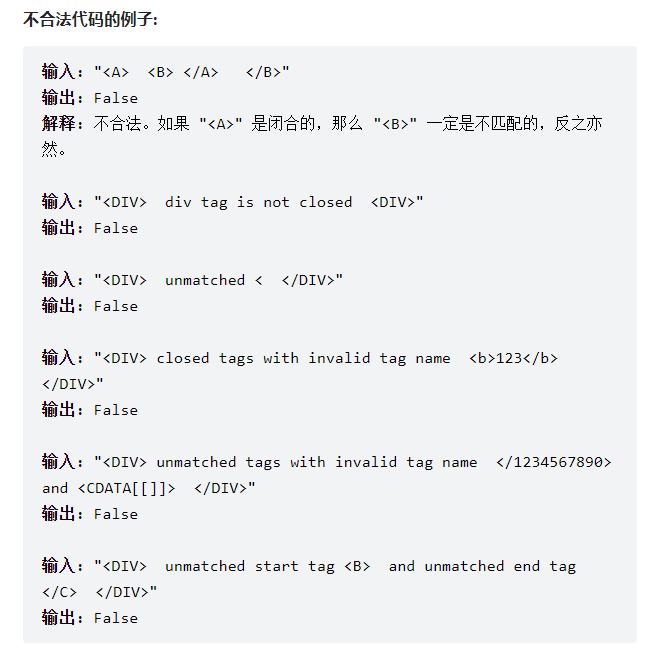 不合法代码的例子:
输入: "<A>  <B> </A>   </B>"
输出: False
解释: 不合法。如果 "<A>" 是闭合的，那么 "<B>" 一定是不匹配的，反之亦
然。
输入: "<DIV>  div tag is not closed  <DIV>"
输出: False
输入: "<DIV>  unmatched <  </DIV>"
输出: False
输入: "<DIV> closed tags with invalid tag name  <b>123</b>
</DIV>"
输出: False
输入: "<DIV> unmatched tags with invalid tag name  </1234567890>
and <CDATA[[]]>  </DIV>"
输出: False
输入: "<DIV>  unmatched start tag <B>  and unmatched end tag
</C>  </DIV>"
输出: False